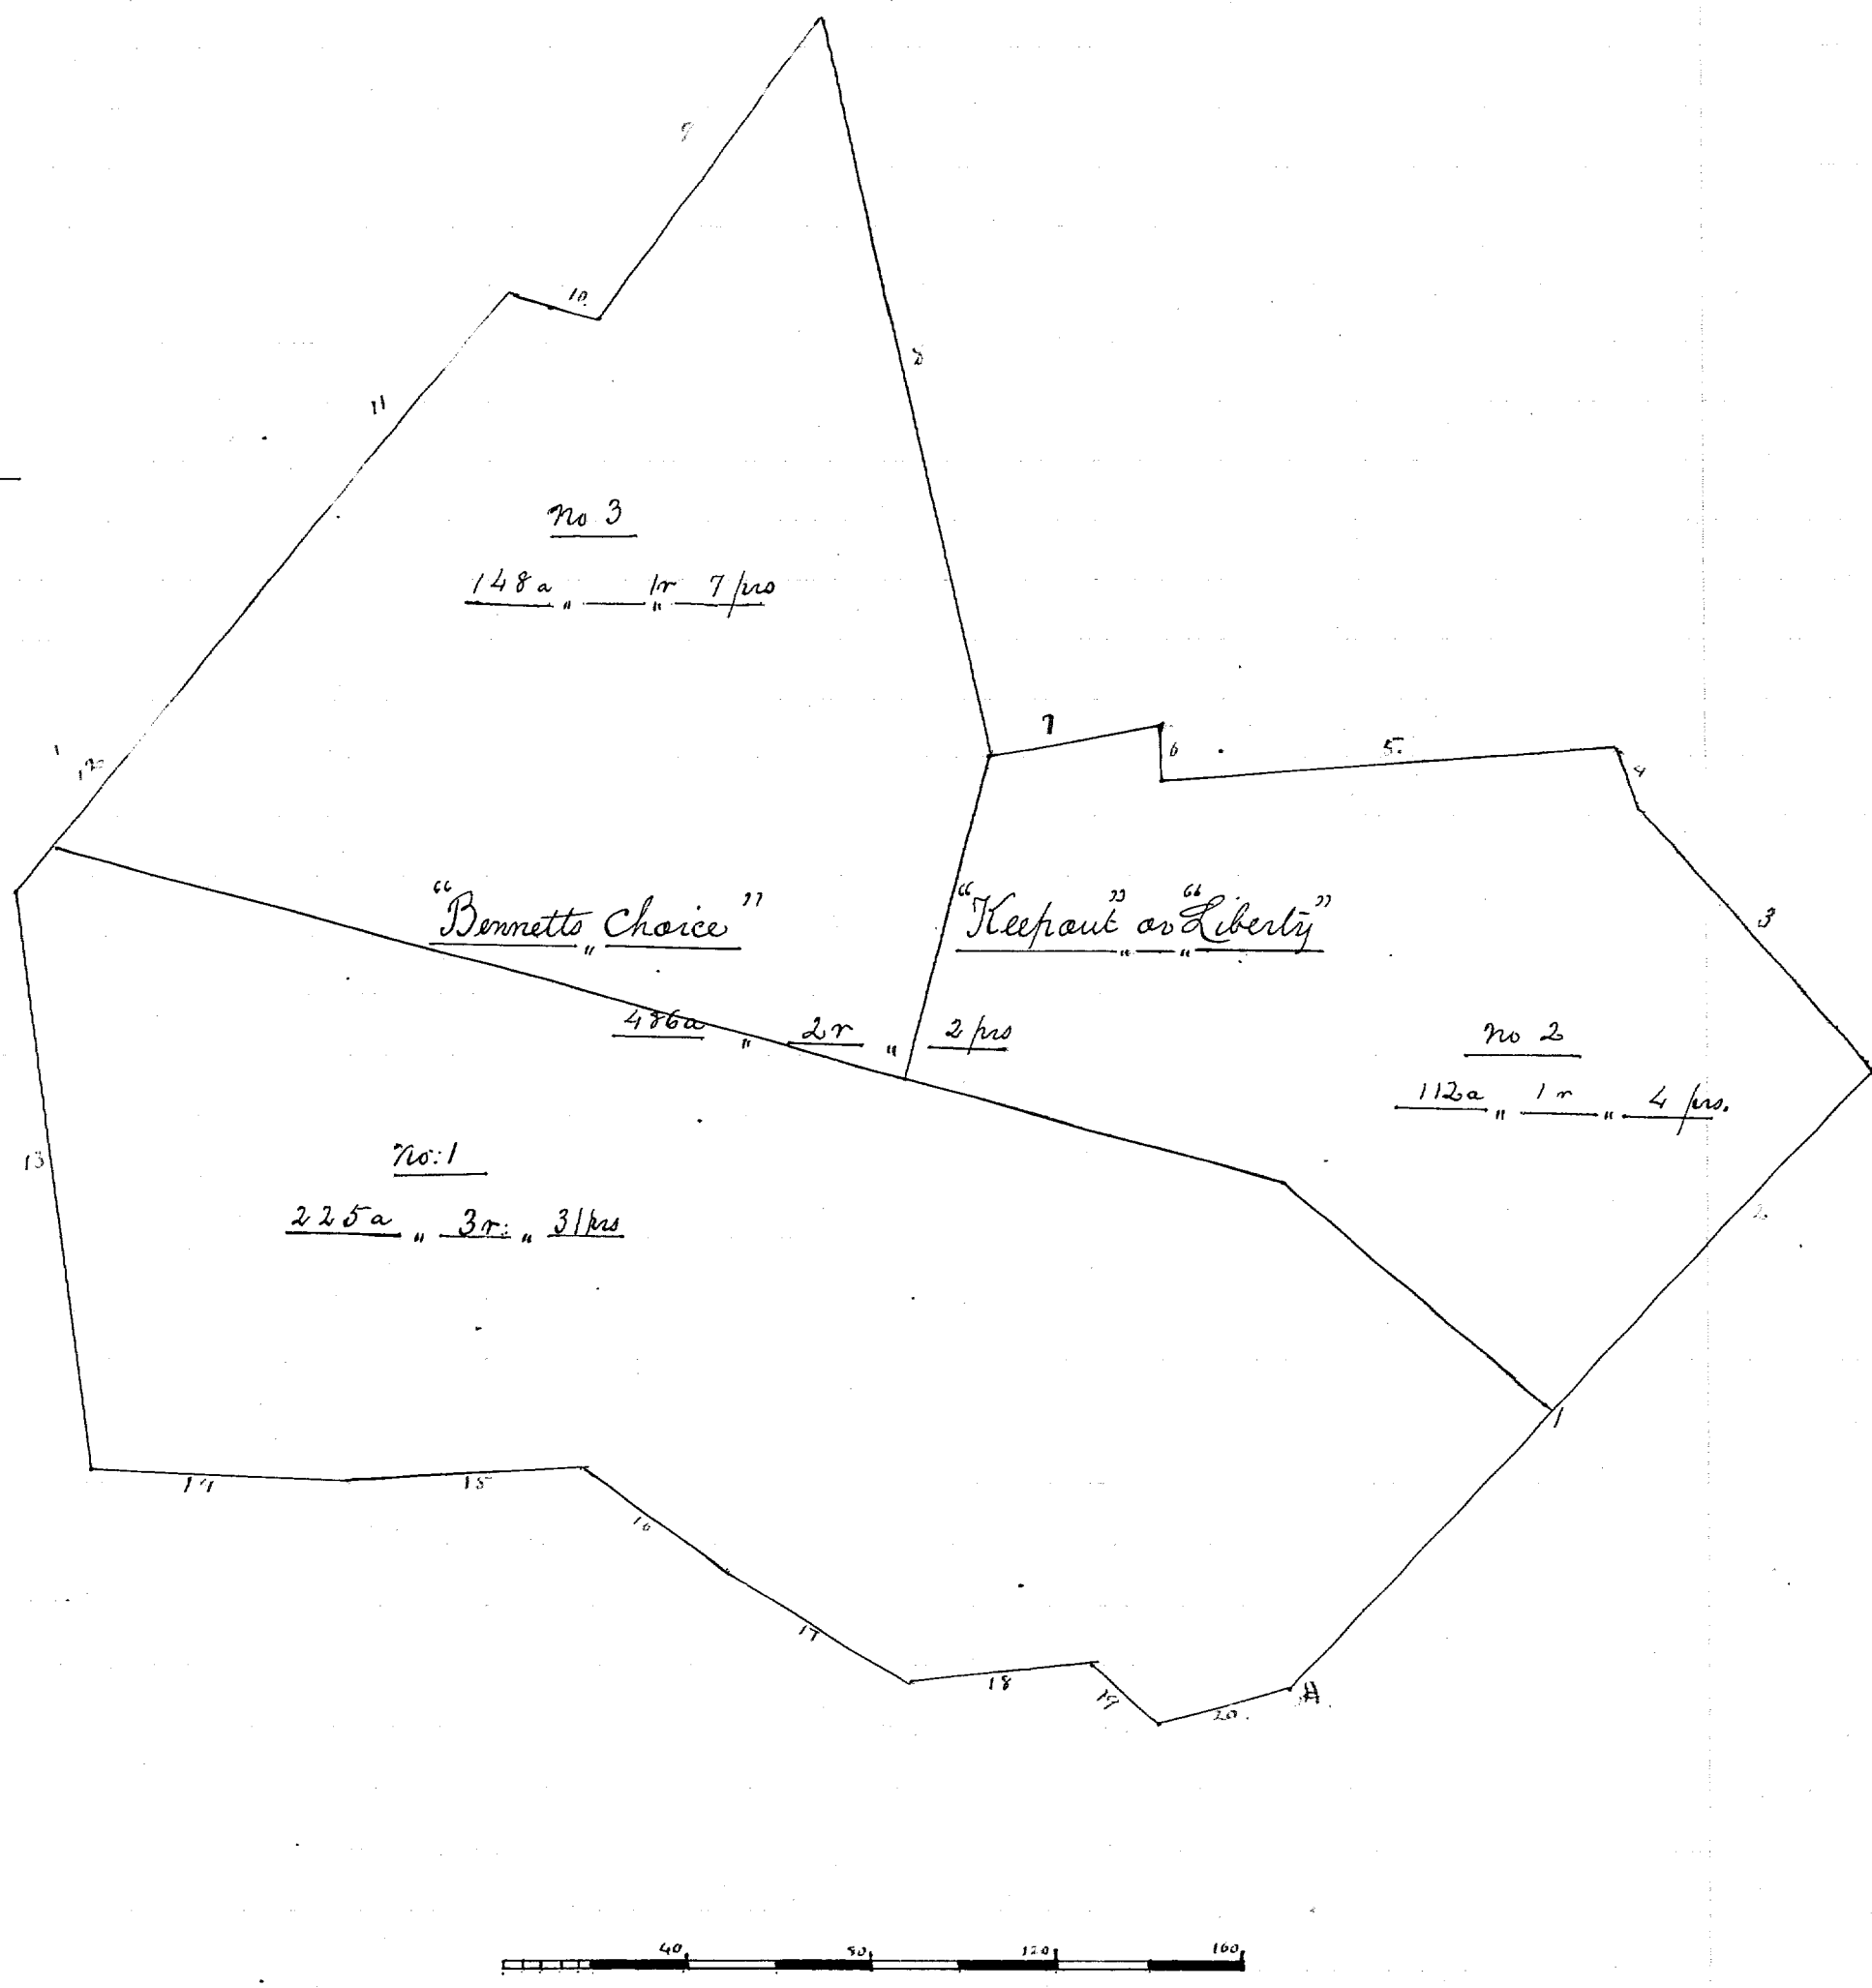 9
10.
8
11
no 3
148a " 1r " 7 prs
7
6
5.
4
12
"Bennetts " Choice"
"Keepout" " or " "Liberty"
3
486a " 2r " 2 prs
no 2
112a " 1r " 4 prs.
13
no: 1
225a " 3r: " 31 prs
2
1
14
15
16
17
18
19
20.
A.
40
80
120
160